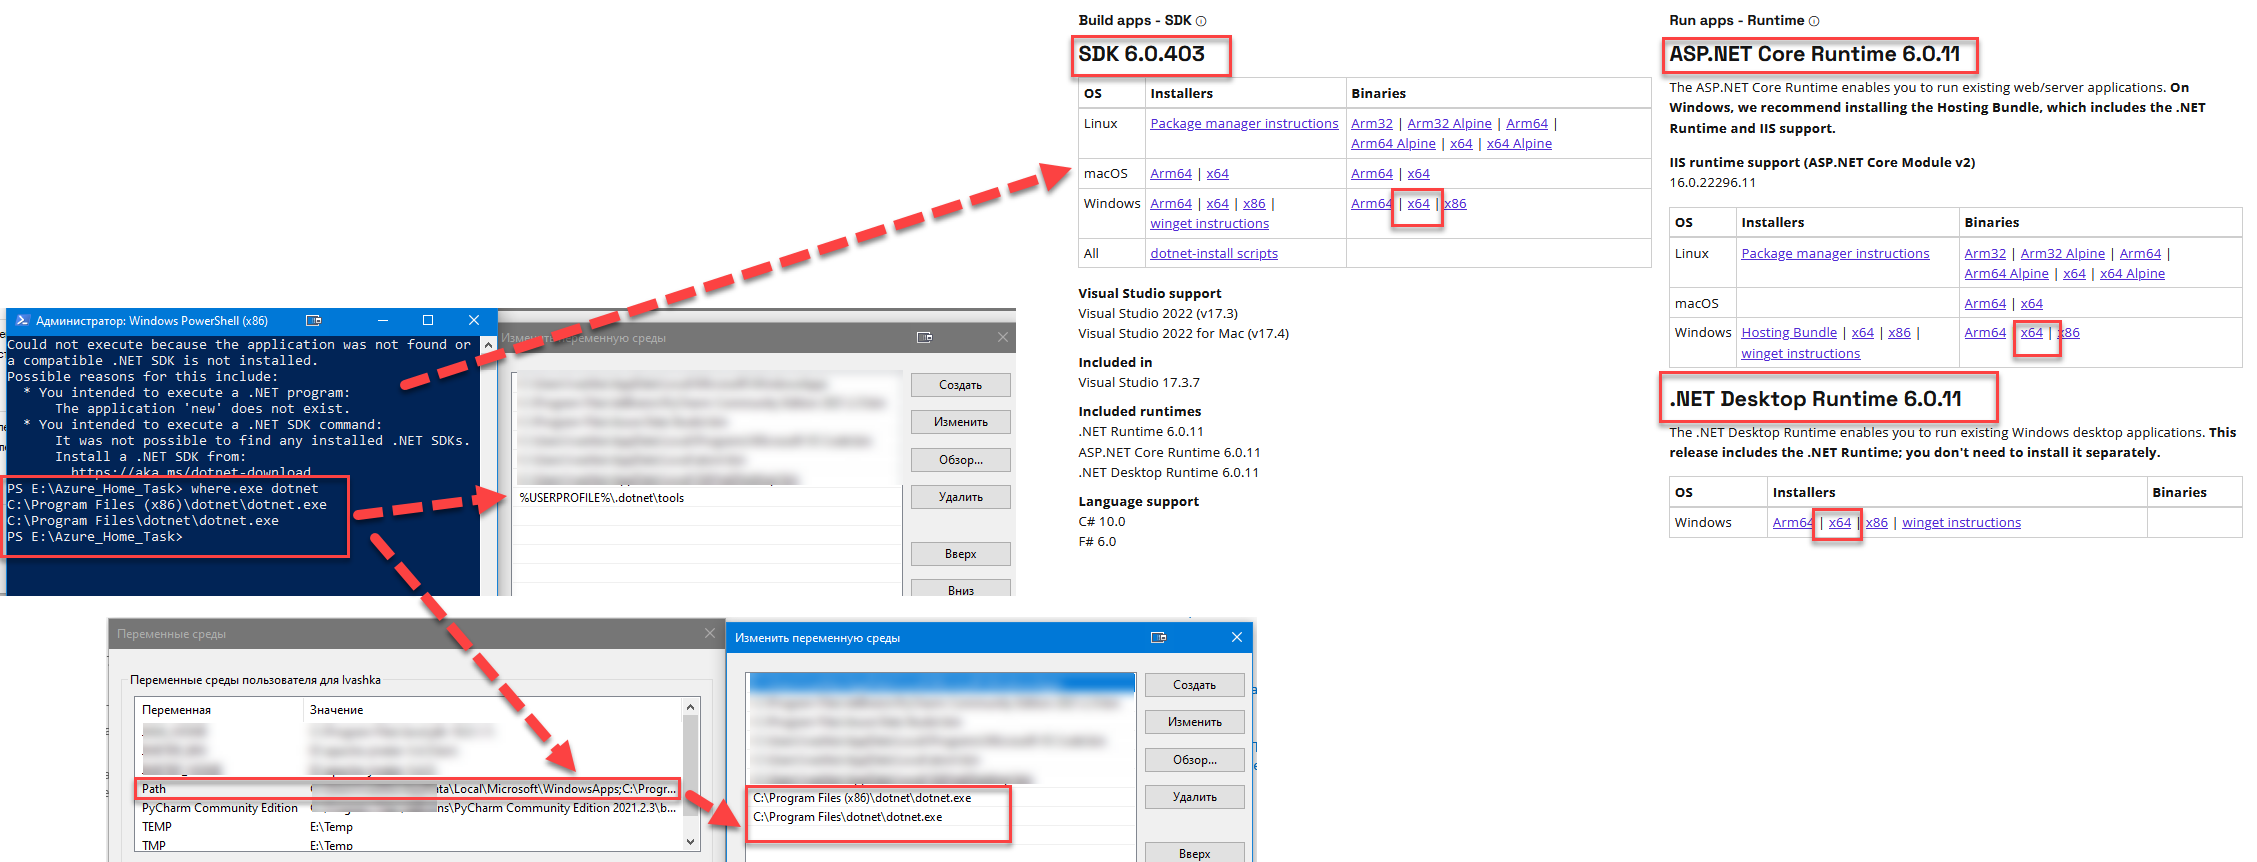 Build apps - SDK
SDK 6.0.403
OS Installers Binaries
Linux Package manager instructions Arm32 | Arm32 Alpine | Arm64 |
Arm64 Alpine | x64 | x64 Alpine
macOS Arm64 | x64 Arm64 | x64
Windows Arm64 | x64 | x86 | Arm64 | x64 | x86
winget instructions
All dotnet-install scripts
Visual Studio support
Visual Studio 2022 (v17.3)
Visual Studio 2022 for Mac (v17.4)
Included in
Visual Studio 17.3.7
Included runtimes
.NET Runtime 6.0.11
ASP.NET Core Runtime 6.0.11
.NET Desktop Runtime 6.0.11
Language support
C# 10.0
F# 6.0
Run apps - Runtime
ASP.NET Core Runtime 6.0.11
The ASP.NET Core Runtime enables you to run existing web/server applications. On
Windows, we recommend installing the Hosting Bundle, which includes the .NET
Runtime and IIS support.
IIS runtime support (ASP.NET Core Module v2)
16.0.22296.11
OS Installers Binaries
Linux Package manager instructions Arm32 | Arm32 Alpine | Arm64 |
Arm64 Alpine | x64 | x64 Alpine
macOS Arm64 | x64
Windows Hosting Bundle | x64 | x86 | Arm64 | x64 | x86
winget instructions
.NET Desktop Runtime 6.0.11
The .NET Desktop Runtime enables you to run existing Windows desktop applications. This
release includes the .NET Runtime; you don't need to install it separately.
OS Installers Binaries
Windows Arm64 | x64 | x86 | winget instructions
Администратор: Windows PowerShell (x86)
Could not execute because the application was not found or
a compatible .NET SDK is not installed.
Possible reasons for this include:
* You intended to execute a .NET program:
The application 'new' does not exist.
* You intended to execute a .NET SDK command:
It was not possible to find any installed .NET SDKs.
Install a .NET SDK from:
https://aka.ms/dotnet-download
PS E:\Azure_Home_Task> where.exe dotnet
C:\Program Files (x86)\dotnet\dotnet.exe
C:\Program Files\dotnet\dotnet.exe
PS E:\Azure_Home_Task>
Изменить переменную среды
%USERPROFILE%\.dotnet\tools
Создать
Изменить
Обзор...
Удалить
Вверх
Вниз
Переменные среды
Переменные среды пользователя для Ivashka
Переменная Значение
Path \Local\Microsoft\WindowsApps;C:\Progr...
PyCharm Community Edition \PyCharm Community Edition 2021.2.3\b...
TEMP E:\Temp
TMP E:\Temp
Изменить переменную среды
C:\Program Files (x86)\dotnet\dotnet.exe
C:\Program Files\dotnet\dotnet.exe
Создать
Изменить
Обзор...
Удалить
Вверх